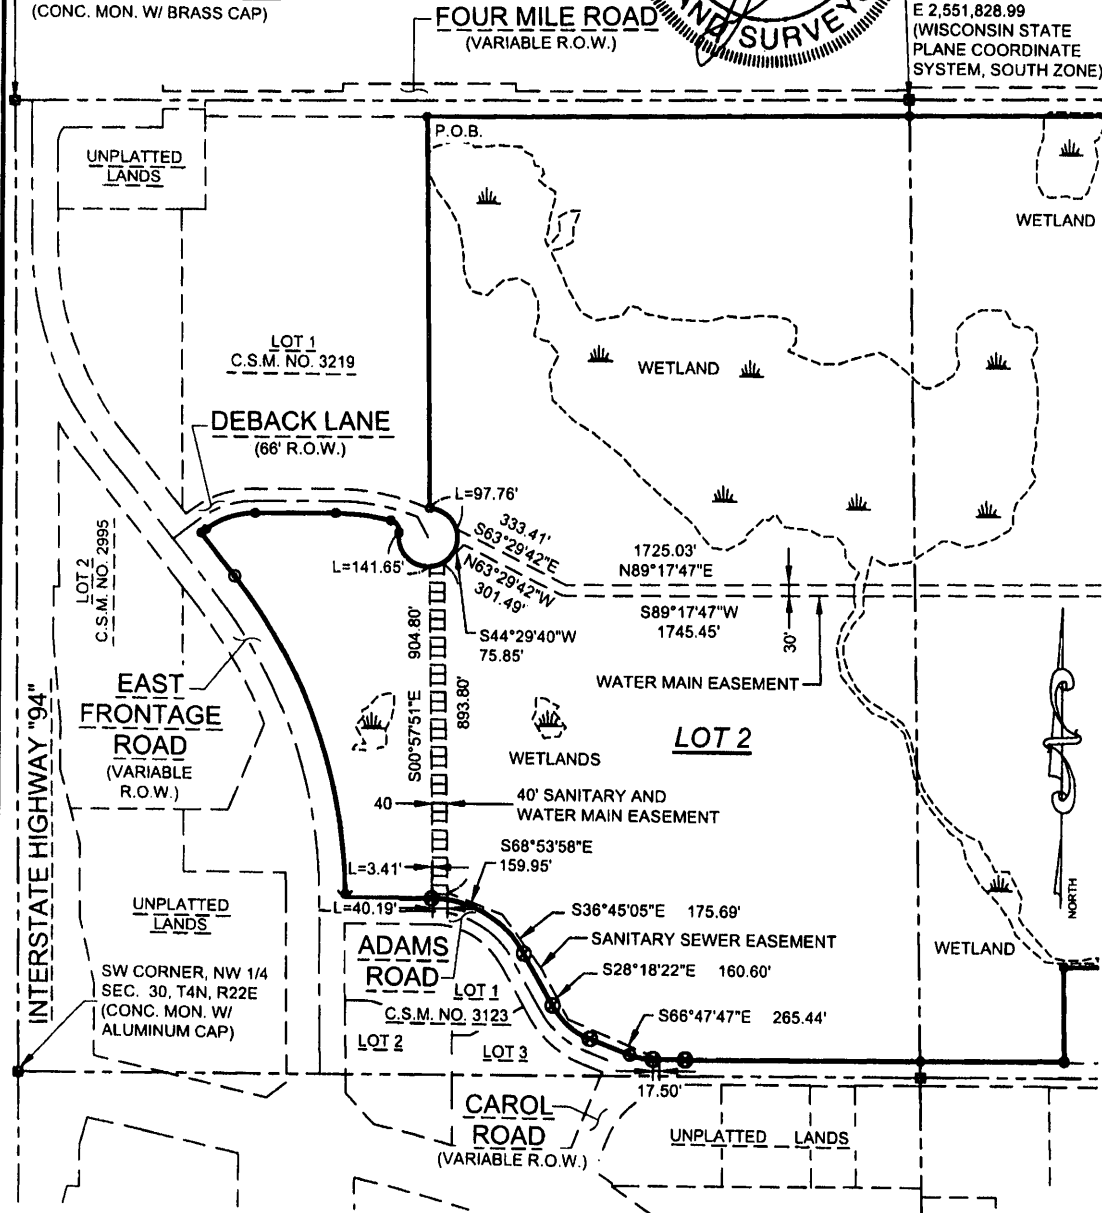 (CONC. MON. W/ BRASS CAP)
FOUR MILE ROAD
(VARIABLE R.O.W.)
AND SURVEYO
E 2,551,828.99
(WISCONSIN STATE
PLANE COORDINATE
SYSTEM, SOUTH ZONE)
P.O.B.
UNPLATTED
LANDS
WETLAND
LOT 1
C.S.M. NO. 3219
WETLAND
DEBACK LANE
(66' R.O.W.)
L=97.76'
333.41'
S63°29'42"E
N63°29'42"W
301.49'
1725.03'
N89°17'47"E
S89°17'47"W
1745.45'
30'
L=141.65'
LOT 2
C.S.M. NO. 2995
S44°29'40"W
75.85'
904.80'
S00°57'51"E
893.80'
WATER MAIN EASEMENT
EAST
FRONTAGE
ROAD
(VARIABLE
R.O.W.)
LOT 2
WETLANDS
INTERSTATE HIGHWAY "94"
40
40' SANITARY AND
WATER MAIN EASEMENT
S68°53'58"E
159.95'
L=3.41'
L=40.19'
UNPLATTED
LANDS
S36°45'05"E 175.69'
SANITARY SEWER EASEMENT
S28°18'22"E 160.60'
S66°47'47"E 265.44'
NORTH
WETLAND
ADAMS
ROAD
SW CORNER, NW 1/4
SEC. 30, T4N, R22E
(CONC. MON. W/
ALUMINUM CAP)
LOT 1
C.S.M. NO. 3123
LOT 2
LOT 3
17.50'
CAROL
ROAD
(VARIABLE R.O.W.)
UNPLATTED LANDS